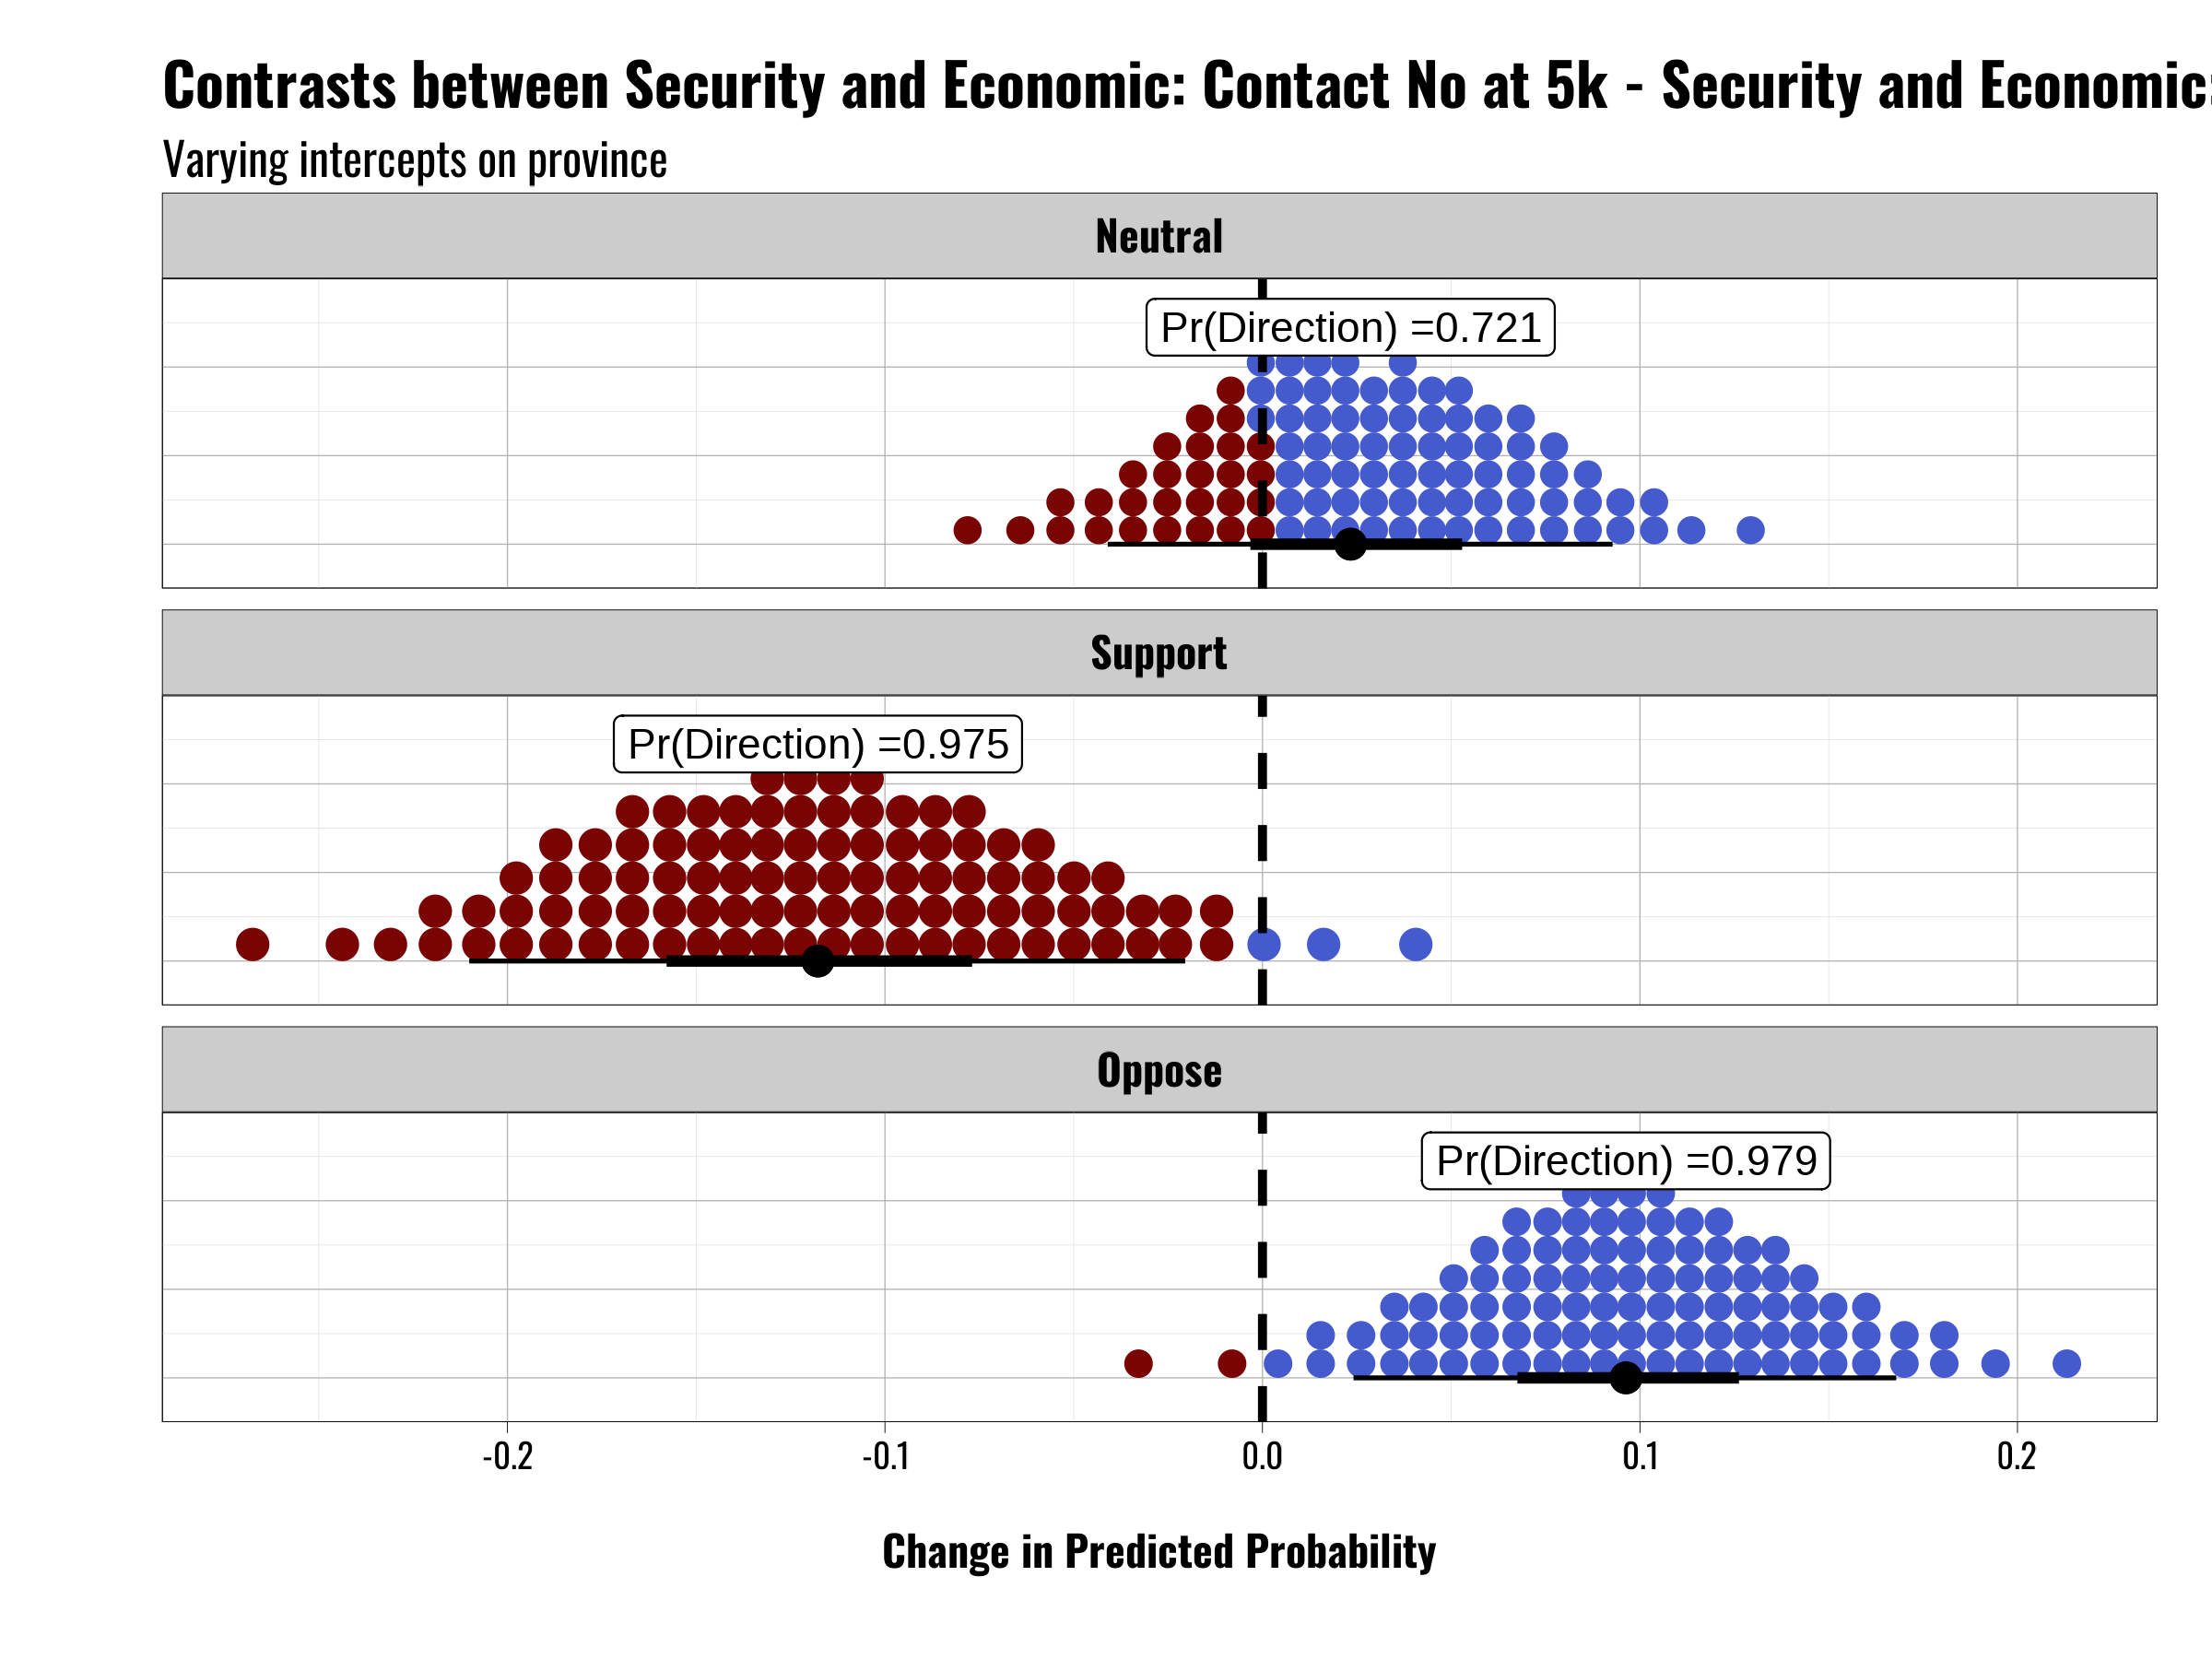 Contrasts between Security and Economic: Contact No at 5k - Security and Economic:
Varying intercepts on province
Neutral
Pr(Direction) =0.721
Support
Pr(Direction) =0.975
Oppose
Pr(Direction) =0.979
-0.2 -0.1 0.0 0.1 0.2
Change in Predicted Probability